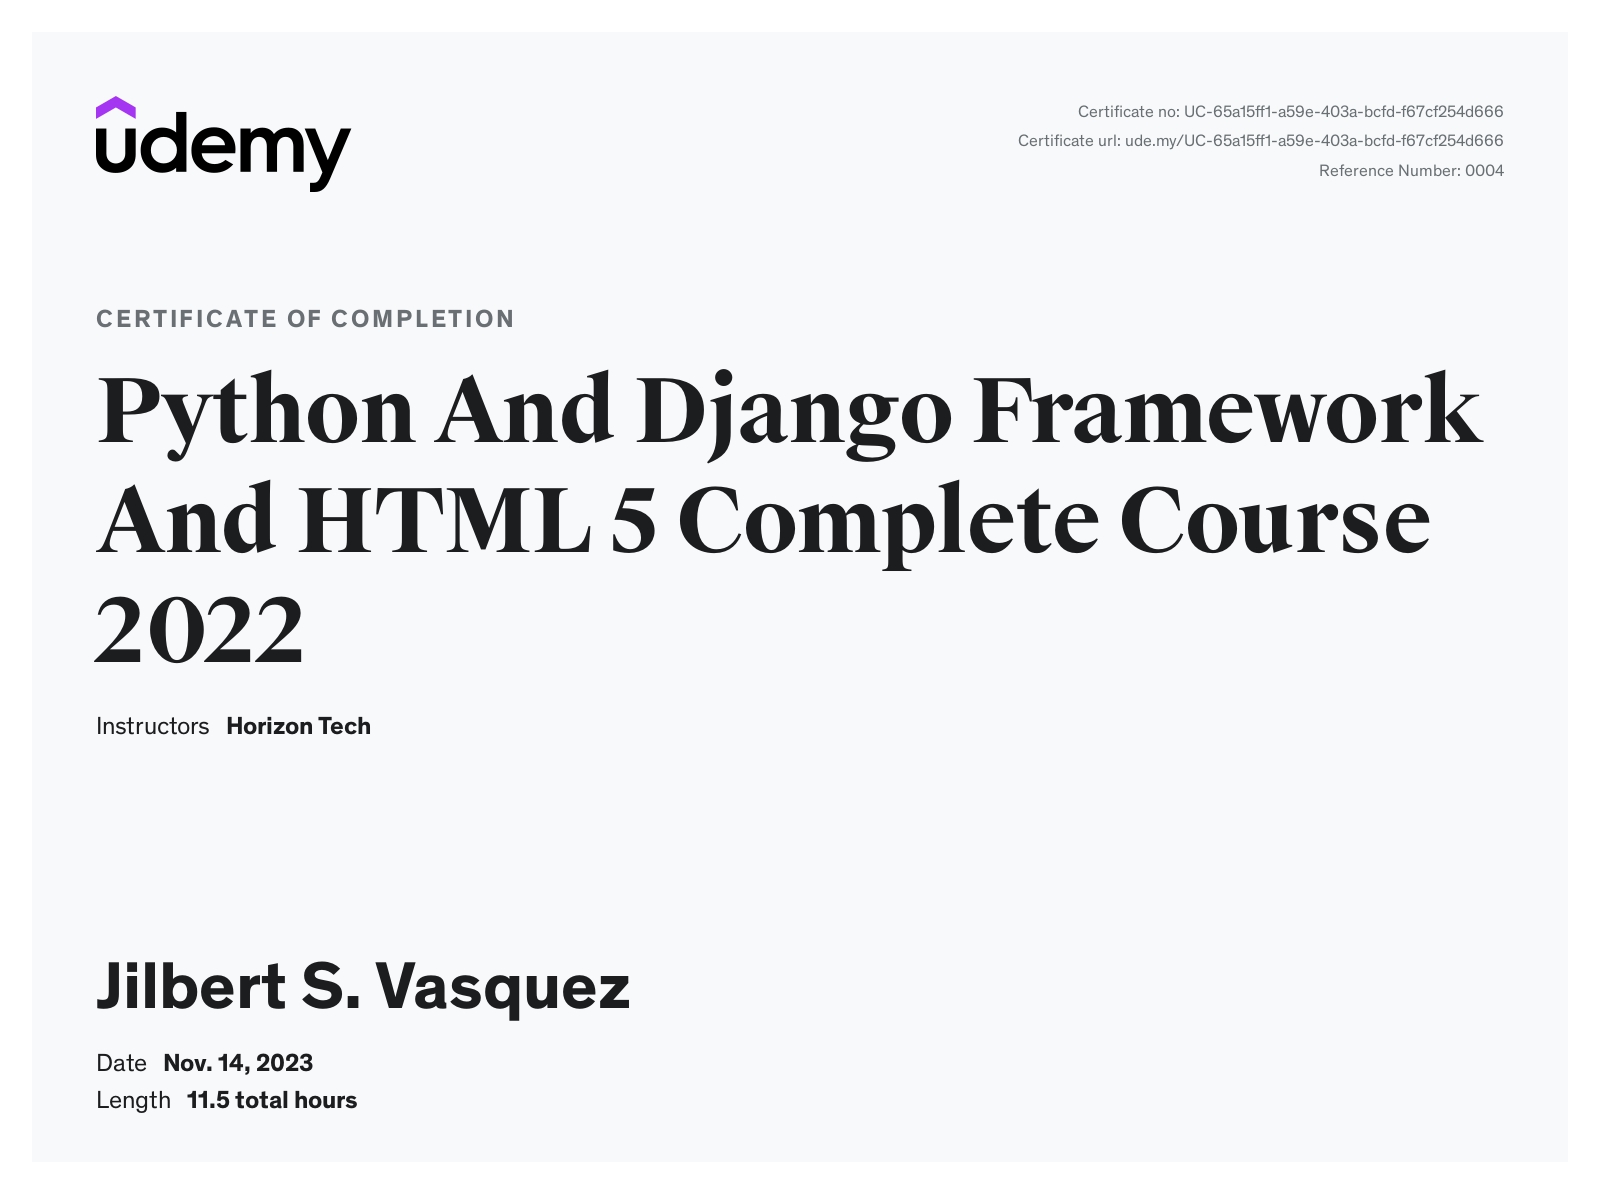 udemy
Certificate no: UC-65a15ff1-a59e-403a-bcfd-f67cf254d666
Certificate url: ude.my/UC-65a15ff1-a59e-403a-bcfd-f67cf254d666
Reference Number: 0004
CERTIFICATE OF COMPLETION
Python And Django Framework
And HTML 5 Complete Course
2022
Instructors Horizon Tech
Jilbert S. Vasquez
Date Nov. 14, 2023
Length 11.5 total hours